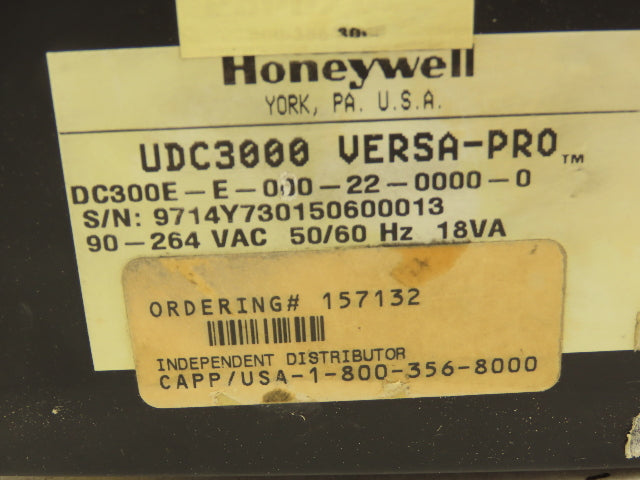 Honeywell
YORK, PA. U.S.A.
UDC3000 VERSA-PRO™
DC300E-E-000-22-0000-0
S/N: 9714Y730150600013
90-264 VAC 50/60 Hz 18VA
ORDERING# 157132
INDEPENDENT DISTRIBUTOR
CAPP/USA-1-800-356-8000